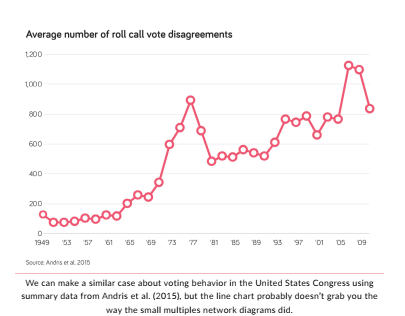 Average number of roll call vote disagreements
1,200
1,000
800
600
400
200
0
1949 '53 '57 '61 '65 '69 '73 '77 '81 '85 '89 '93 '97 '01 '05 '09
Source: Andris et al. 2015
We can make a similar case about voting behavior in the United States Congress using
summary data from Andris et al. (2015), but the line chart probably doesn't grab you the
way the small multiples network diagrams did.